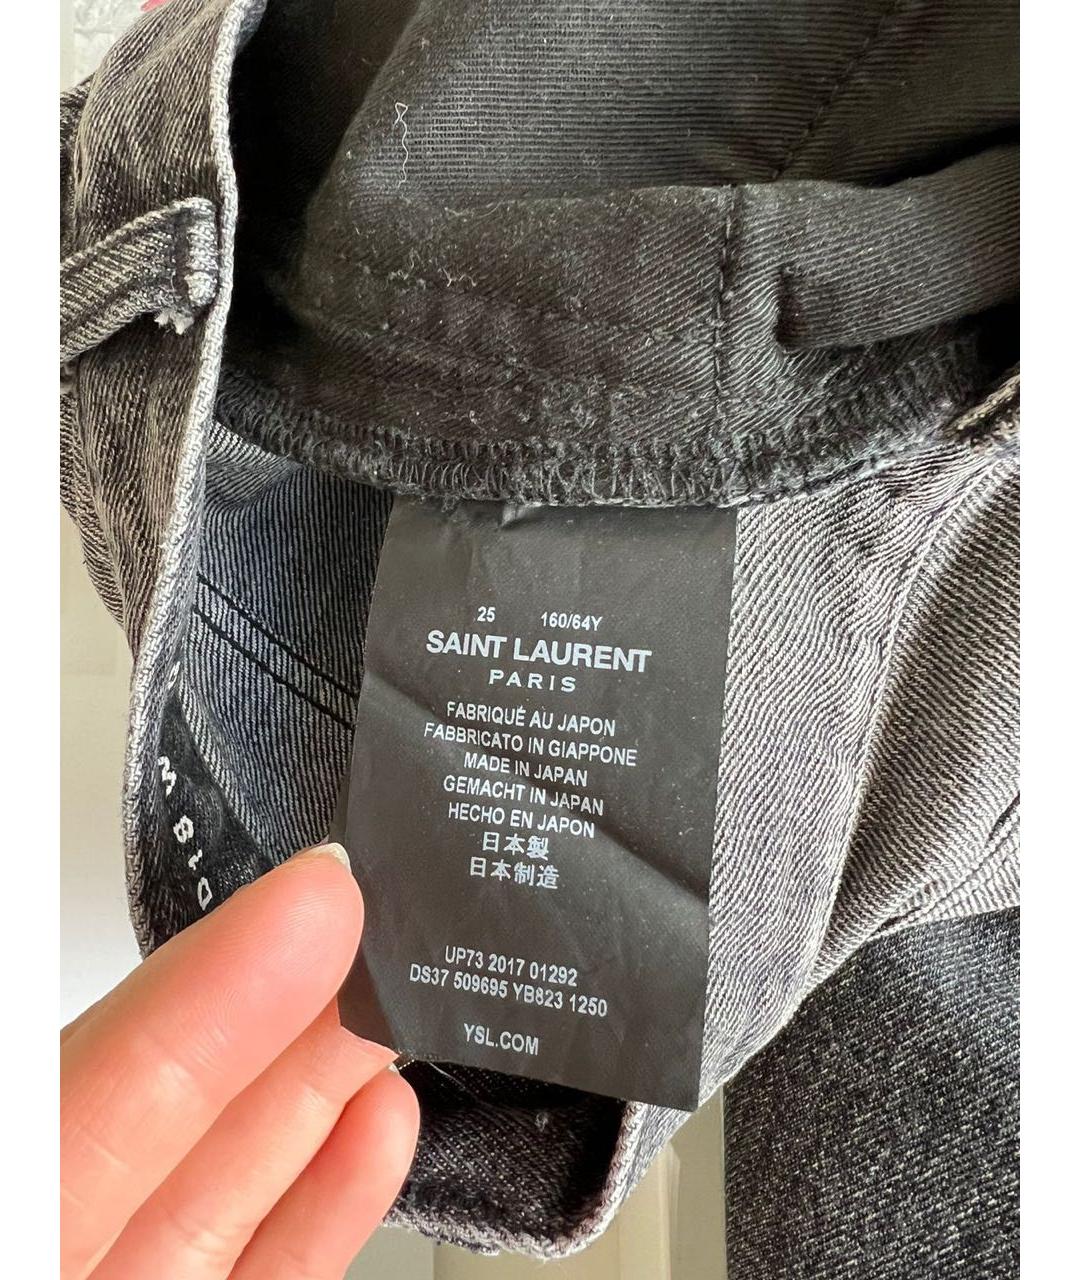 25 160/64Y
SAINT LAURENT
PARIS
FABRIQUÉ AU JAPON
FABBRICATO IN GIAPPONE
MADE IN JAPAN
GEMACHT IN JAPAN
HECHO EN JAPON
日本製
日本制造
UP73 2017 01292
DS37 509695 YB823 1250
YSL.COM